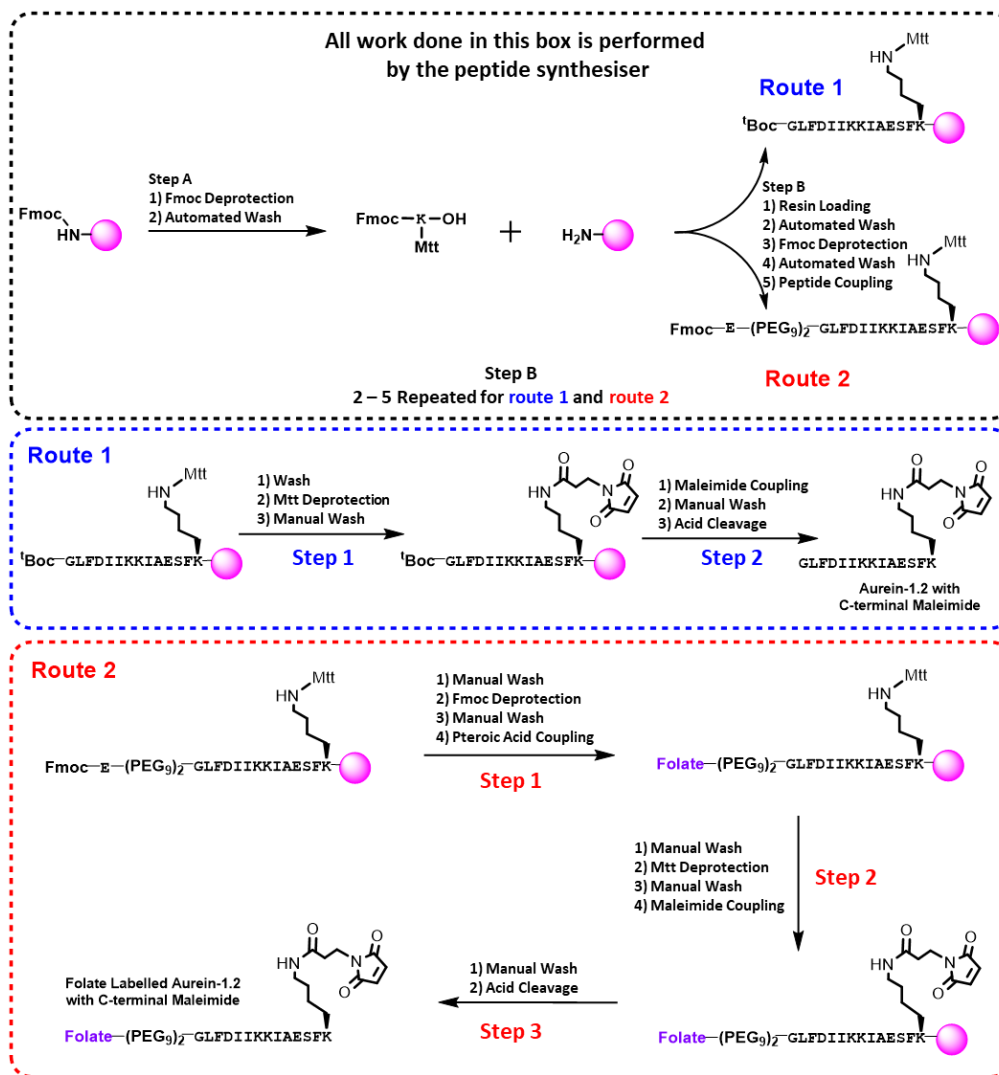 All work done in this box is performed
by the peptide synthesiser
Route 1
HN
Mtt
tBoc-GLFDIIKKIAESFK
Step A
1) Fmoc Deprotection
2) Automated Wash
Fmoc
HN
Fmoc-K-OH
Mtt
+
H2N
Step B
1) Resin Loading
2) Automated Wash
3) Fmoc Deprotection
4) Automated Wash
5) Peptide Coupling
HN
Mtt
Fmoc-E-(PEG9)2-GLFDIIKKIAESFK
Route 2
Step B
2 – 5 Repeated for route 1 and route 2
Route 1
Mtt
HN
tBoc-GLFDIIKKIAESFK
1) Wash
2) Mtt Deprotection
3) Manual Wash
Step 1
O
HN
N
O
O
tBoc-GLFDIIKKIAESFK
1) Maleimide Coupling
2) Manual Wash
3) Acid Cleavage
Step 2
O
HN
N
O
O
GLFDIIKKIAESFK
Aurein-1.2 with
C-terminal Maleimide
Route 2
Mtt
HN
Fmoc-E-(PEG9)2-GLFDIIKKIAESFK
1) Manual Wash
2) Fmoc Deprotection
3) Manual Wash
4) Pteroic Acid Coupling
Step 1
Mtt
HN
Folate-(PEG9)2-GLFDIIKKIAESFK
1) Manual Wash
2) Mtt Deprotection
3) Manual Wash
4) Maleimide Coupling
Step 2
O
HN
N
O
O
Folate-(PEG9)2-GLFDIIKKIAESFK
1) Manual Wash
2) Acid Cleavage
Step 3
O
HN
N
O
O
Folate Labelled Aurein-1.2
with C-terminal Maleimide
Folate-(PEG9)2-GLFDIIKKIAESFK